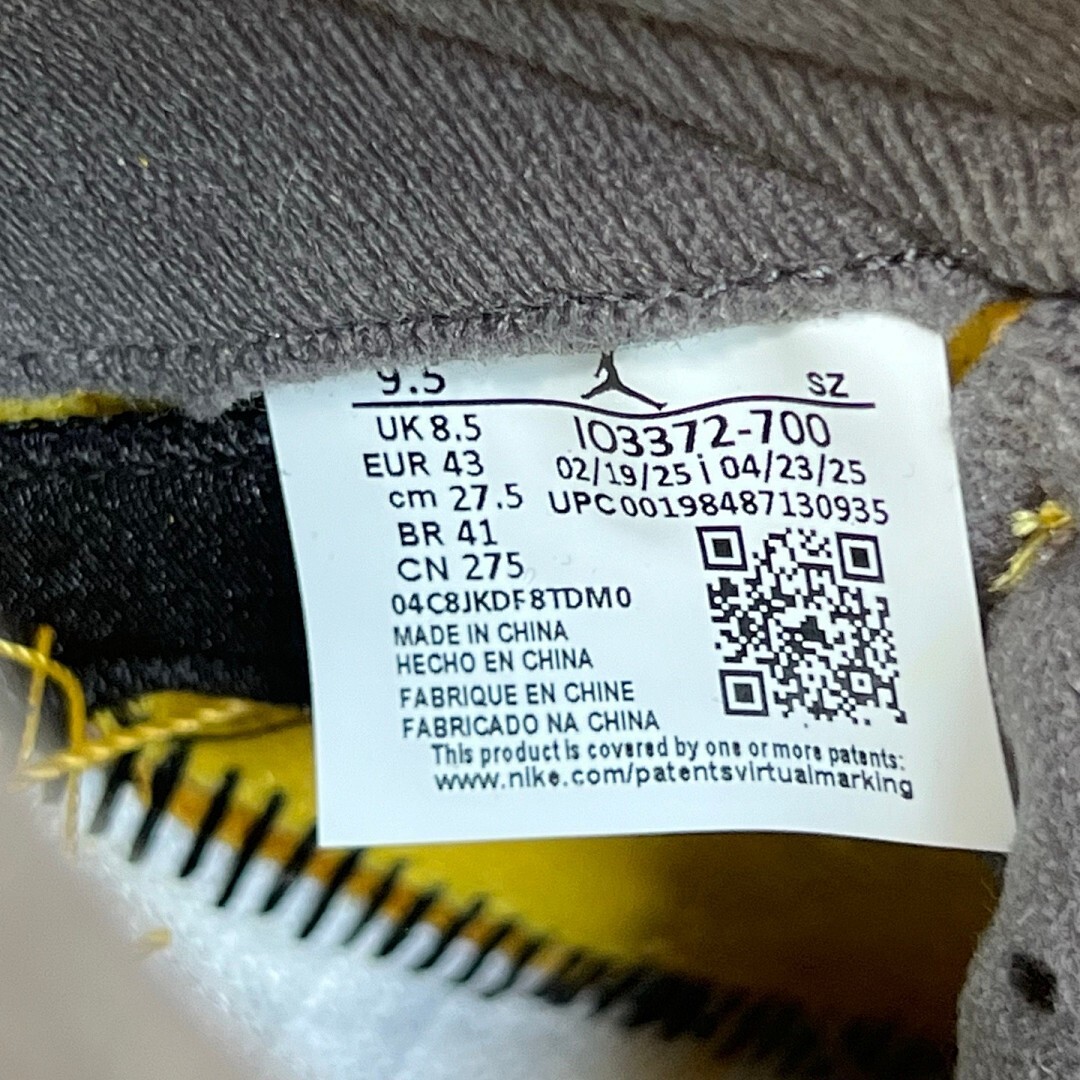 9.5 SZ
UK 8.5 IO3372-700
EUR 43 02/19/25 i 04/23/25
cm 27.5 UPC00198487130935
BR 41
CN 275
04C8JKDF8TDM0
MADE IN CHINA
HECHO EN CHINA
FABRIQUE EN CHINE
FABRICADO NA CHINA
This product is covered by one or more patents:
www.nike.com/patentsvirtualmarking